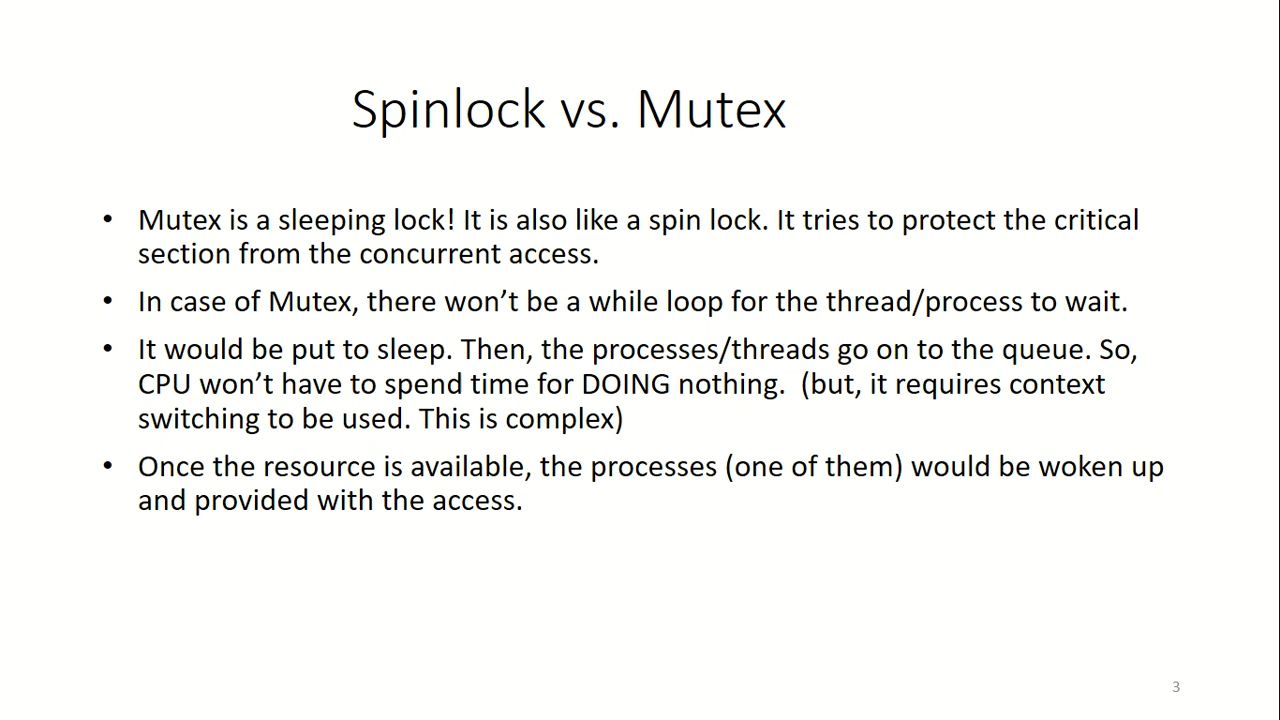 Spinlock vs. Mutex
• Mutex is a sleeping lock! It is also like a spin lock. It tries to protect the critical
section from the concurrent access.
• In case of Mutex, there won’t be a while loop for the thread/process to wait.
• It would be put to sleep. Then, the processes/threads go on to the queue. So,
CPU won’t have to spend time for DOING nothing.  (but, it requires context
switching to be used. This is complex)
• Once the resource is available, the processes (one of them) would be woken up
and provided with the access.
3